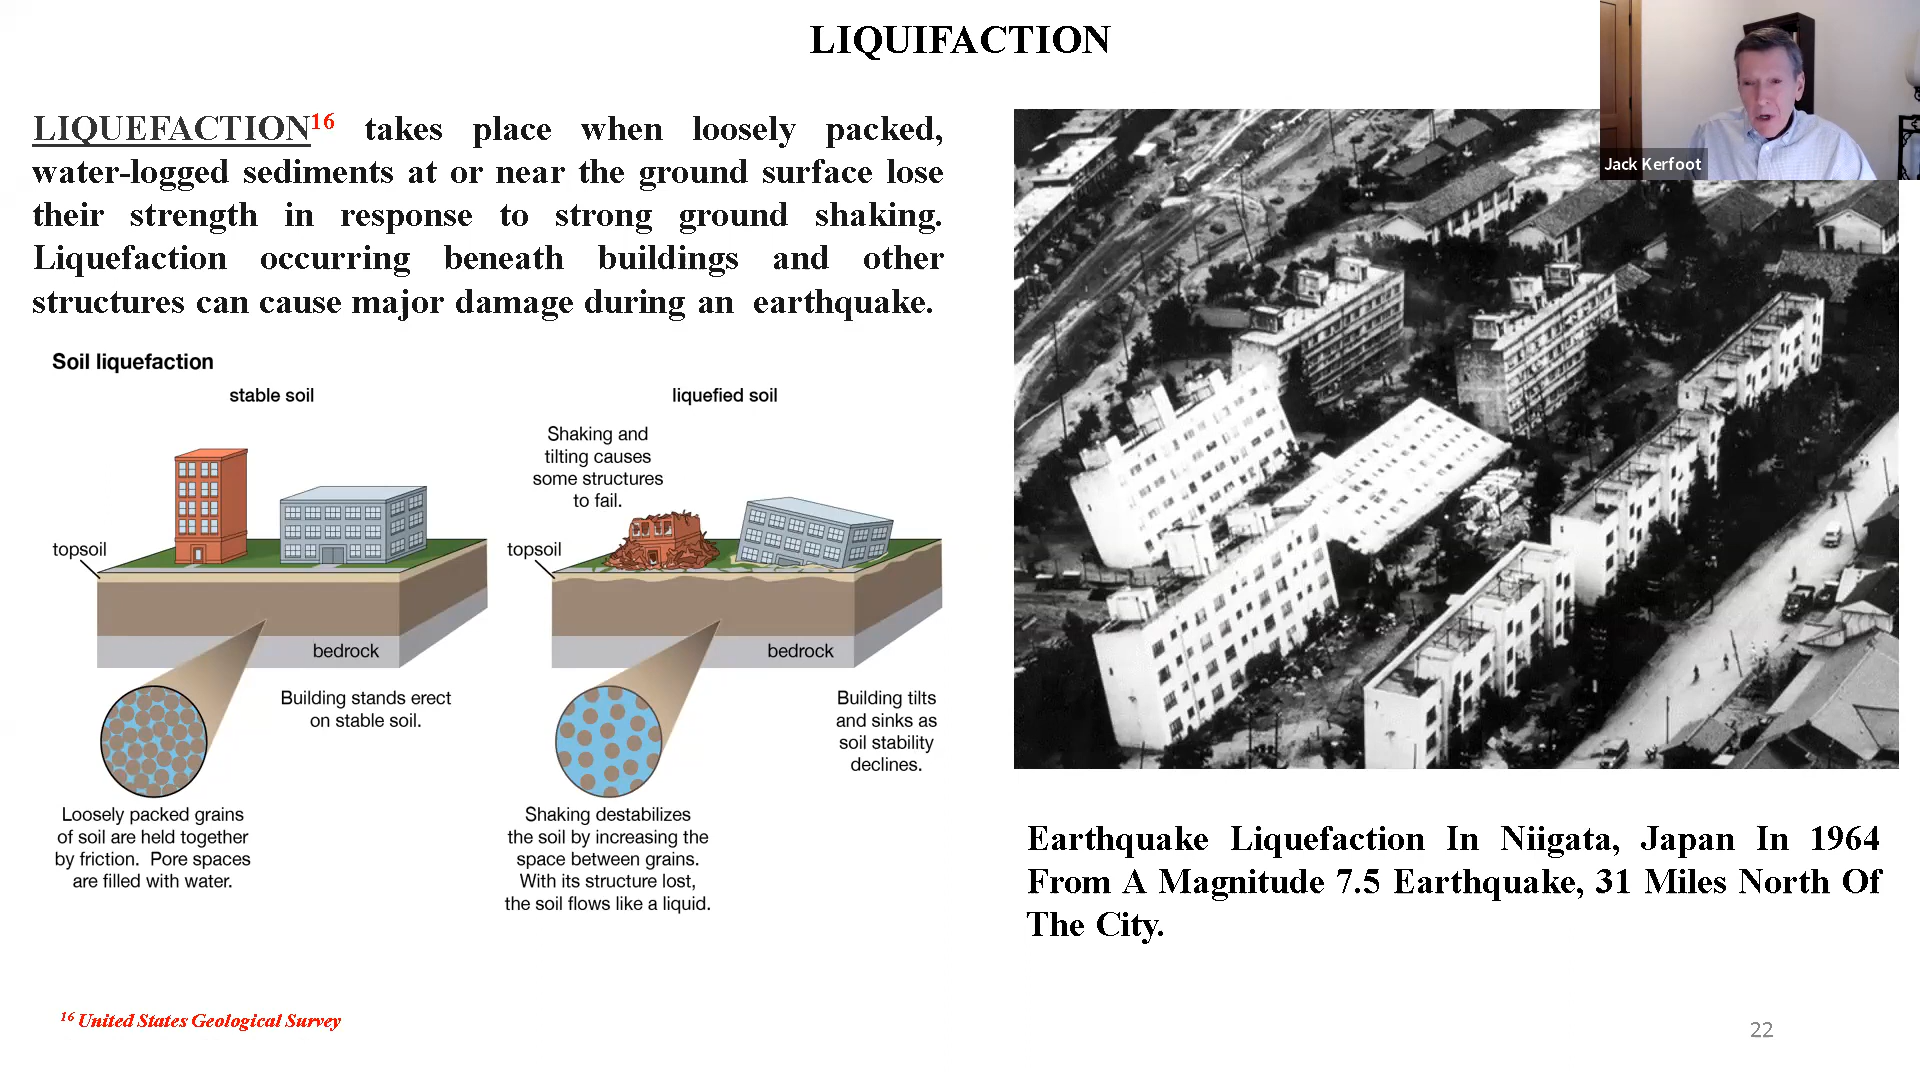 LIQUIFACTION
Jack Kerfoot
LIQUEFACTION16 takes place when loosely packed,
water-logged sediments at or near the ground surface lose
their strength in response to strong ground shaking.
Liquefaction occurring beneath buildings and other
structures can cause major damage during an earthquake.
Soil liquefaction
stable soil
topsoil
bedrock
Building stands erect
on stable soil.
Loosely packed grains
of soil are held together
by friction. Pore spaces
are filled with water.
liquefied soil
Shaking and
tilting causes
some structures
to fail.
topsoil
bedrock
Building tilts
and sinks as
soil stability
declines.
Shaking destabilizes
the soil by increasing the
space between grains.
With its structure lost,
the soil flows like a liquid.
Earthquake Liquefaction In Niigata, Japan In 1964
From A Magnitude 7.5 Earthquake, 31 Miles North Of
The City.
16 United States Geological Survey
22